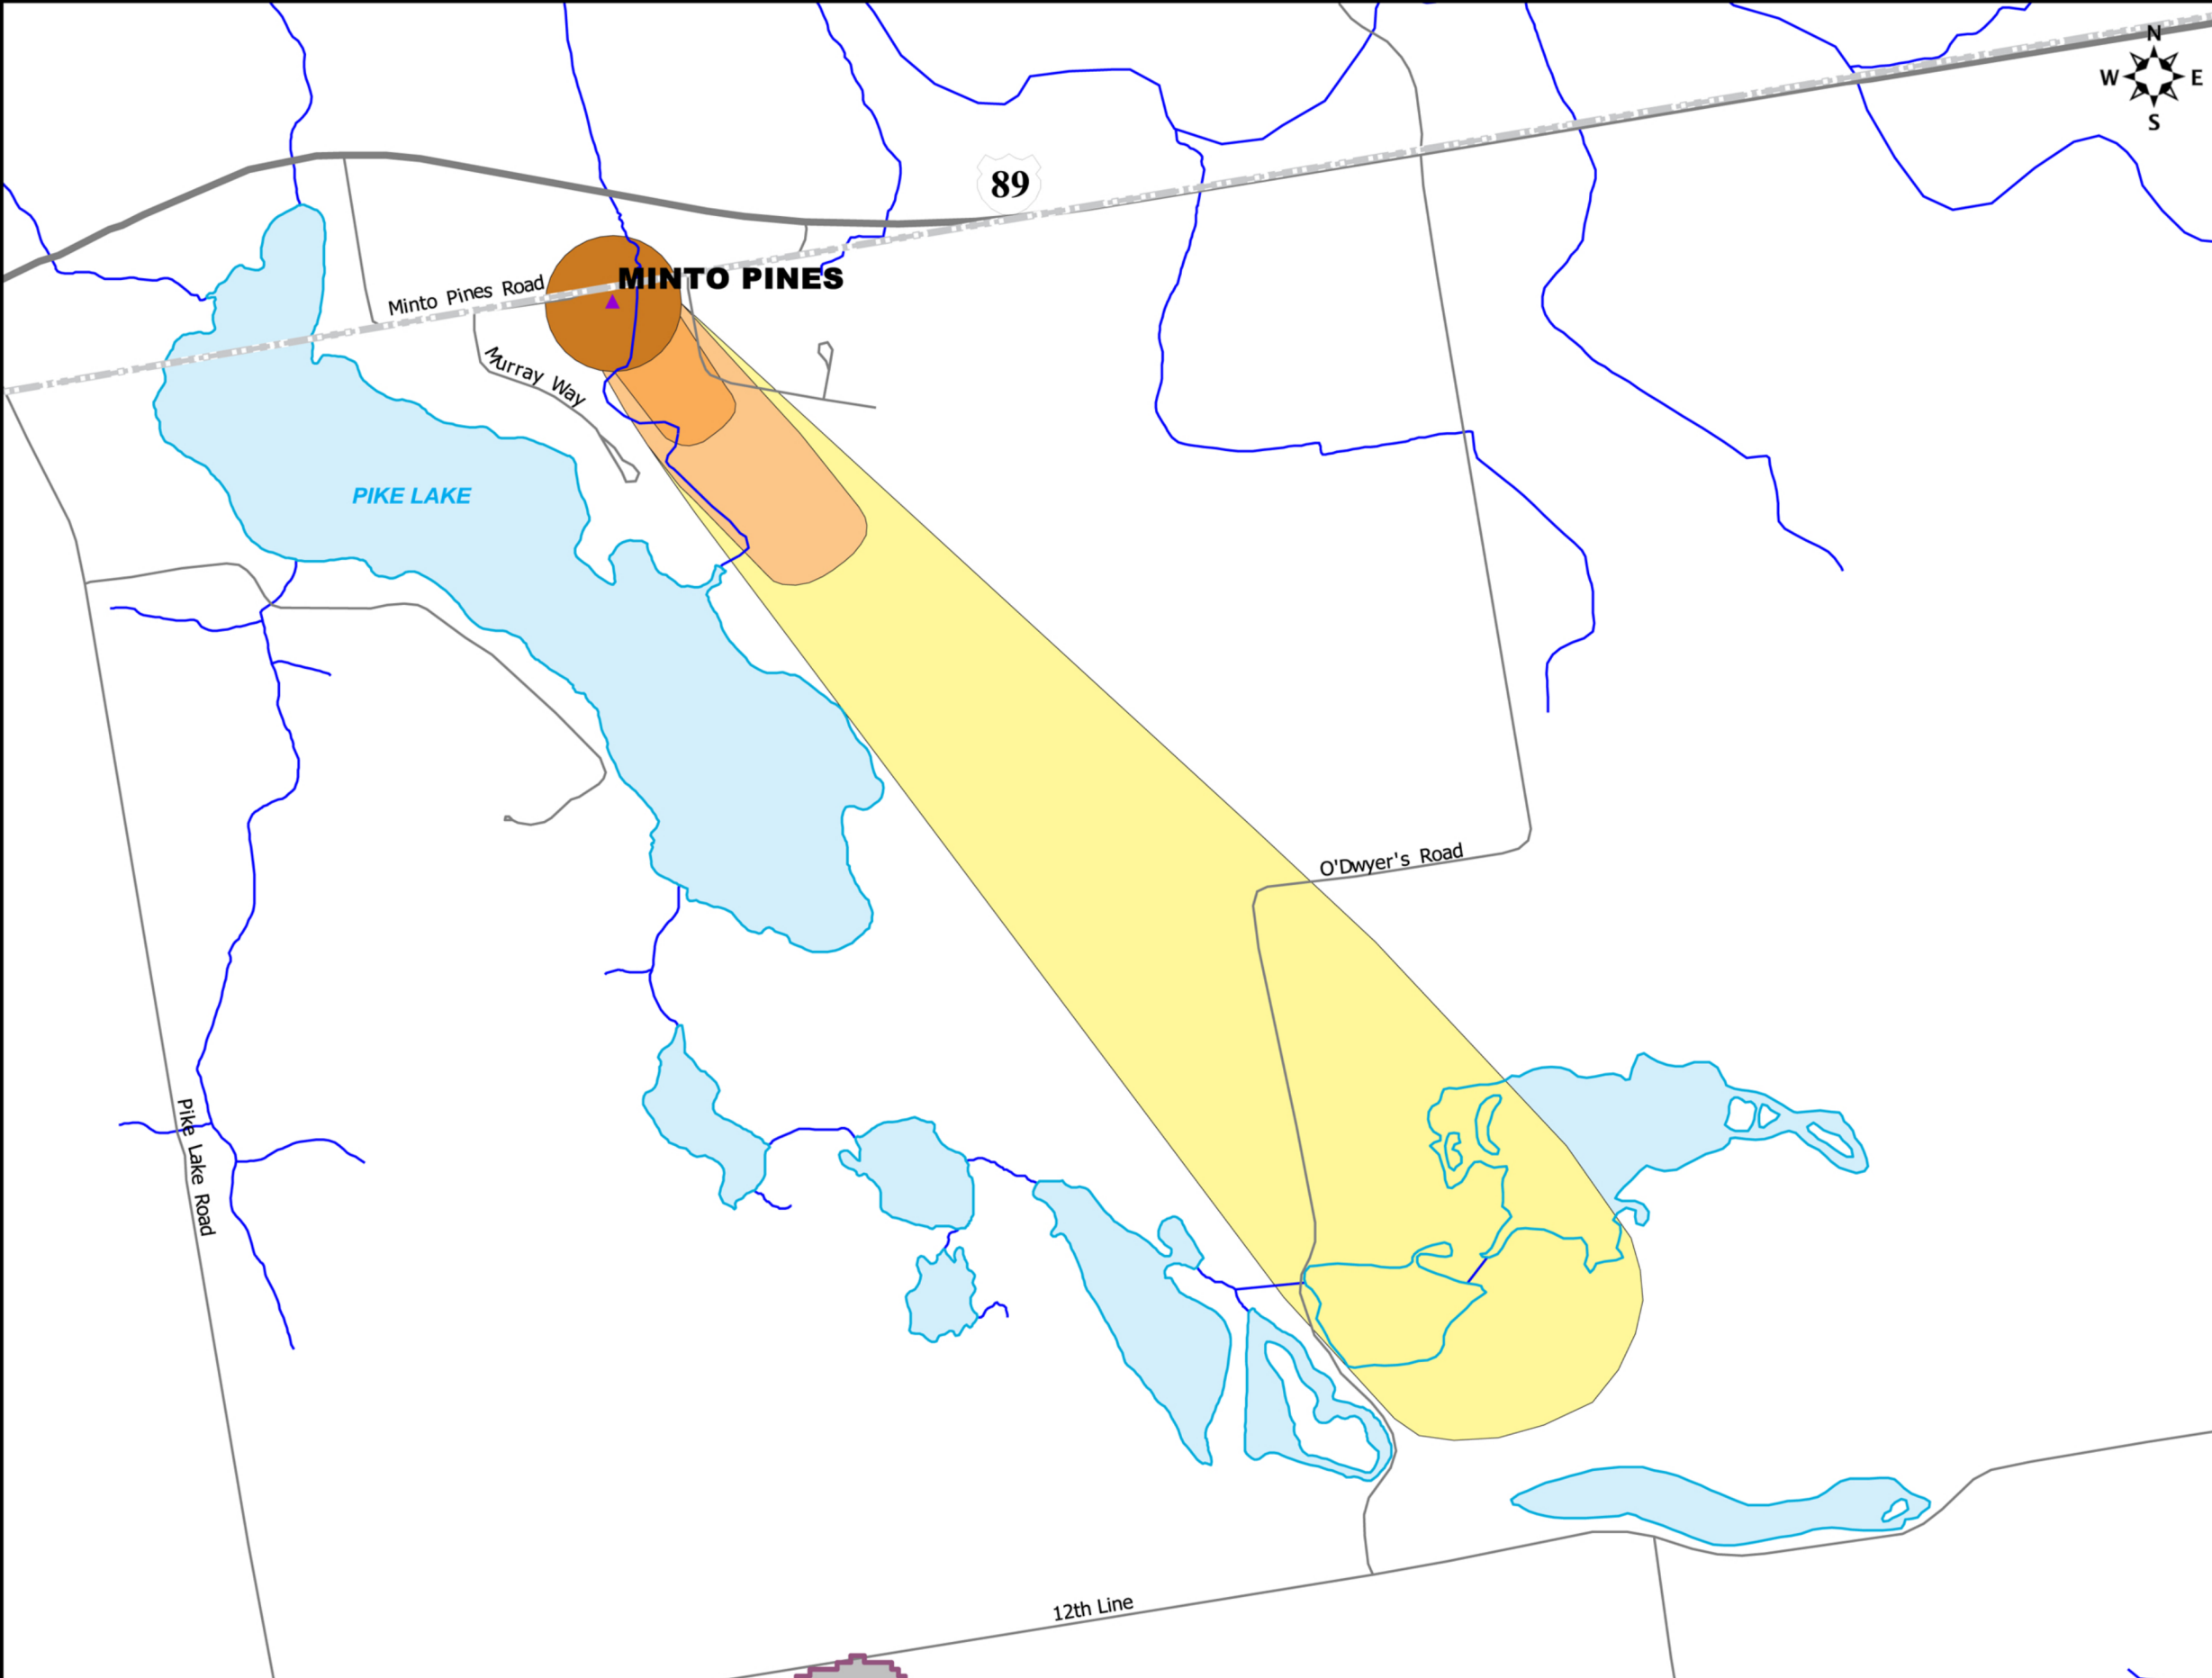 N
W E
S
89
MINTO PINES
Minto Pines Road
Murray Way
PIKE LAKE
O'Dwyer's Road
Pike Lake Road
12th Line